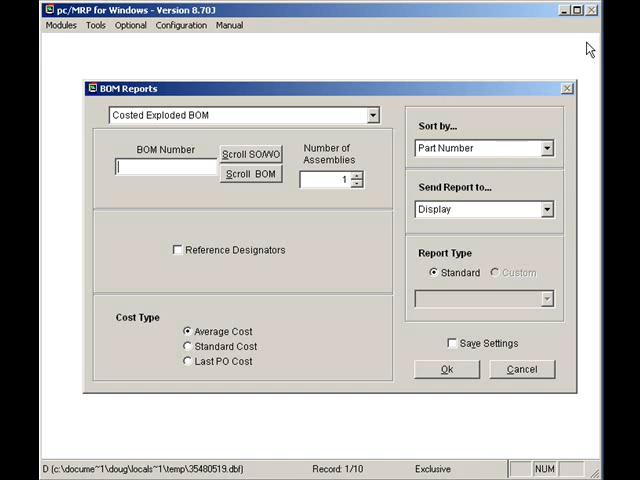 pc/MRP for Windows - Version 8.70J
Modules Tools Optional Configuration Manual
BOM Reports
Costed Exploded BOM
BOM Number
Scroll SO/WO
Scroll BOM
Number of
Assemblies
1
Reference Designators
Cost Type
Average Cost
Standard Cost
Last PO Cost
Sort by...
Part Number
Send Report to...
Display
Report Type
Standard Custom
Save Settings
Ok Cancel
D (c:\docume~1\doug\locals~1\temp\35480519.dbf) Record: 1/10 Exclusive NUM